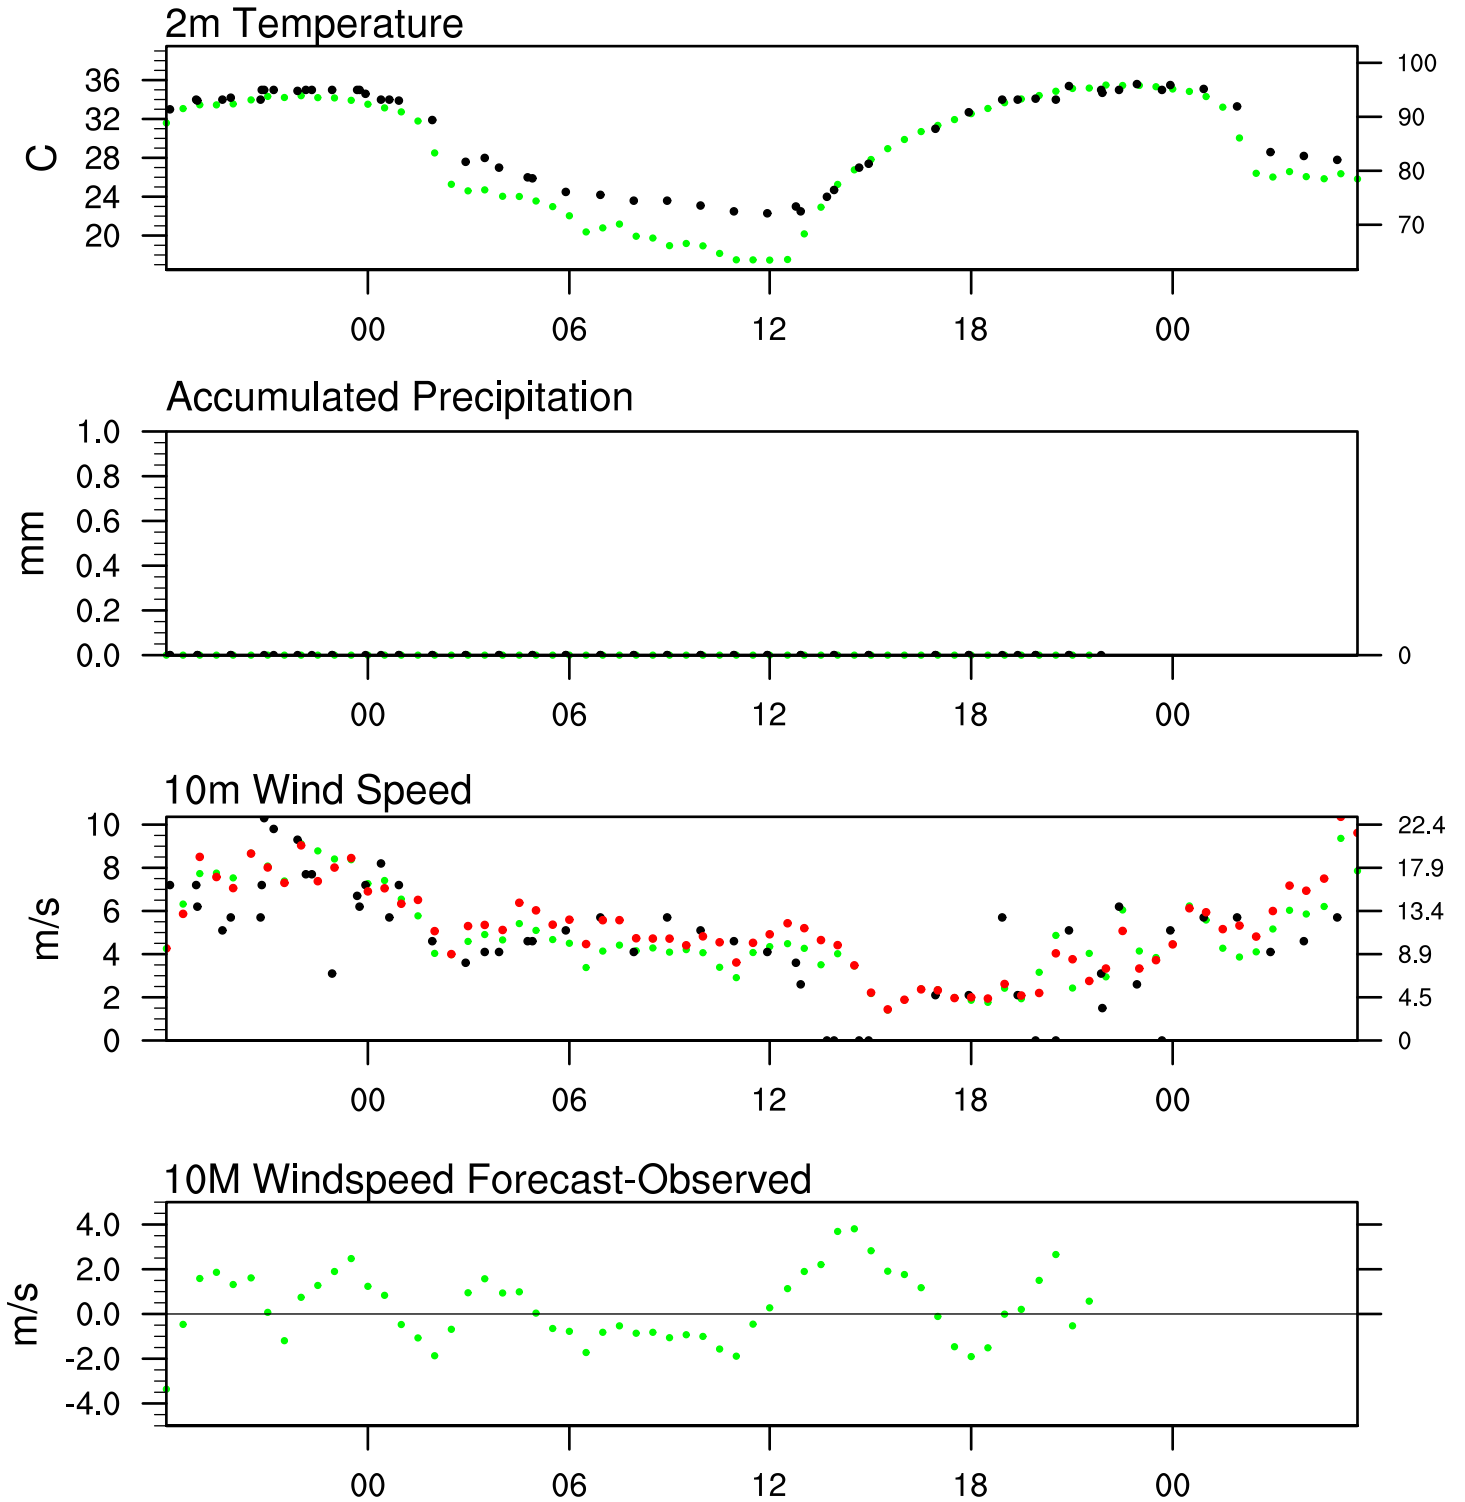 2m Temperature
36
32
28
24
20
C
100
90
80
70
00 06 12 18 00
Accumulated Precipitation
1.0
0.8
0.6
0.4
0.2
0.0
mm
0
00 06 12 18 00
10m Wind Speed
10
8
6
4
2
0
m/s
22.4
17.9
13.4
8.9
4.5
0
00 06 12 18 00
10M Windspeed Forecast-Observed
4.0
2.0
0.0
-2.0
-4.0
m/s
00 06 12 18 00